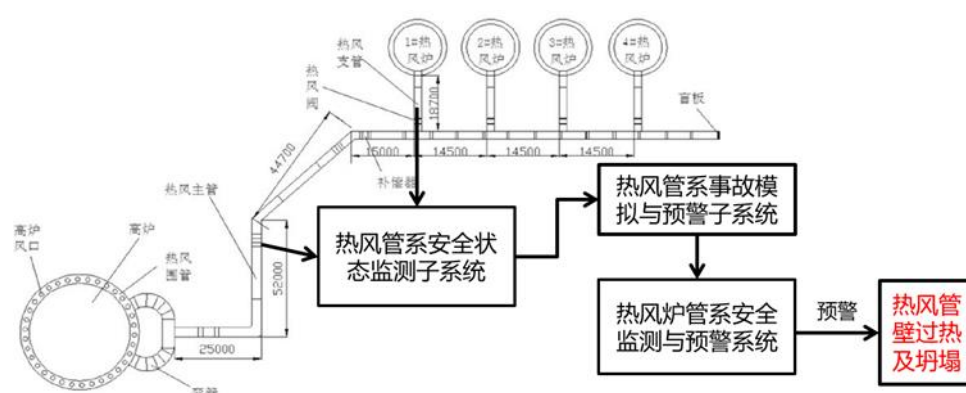 热风
支管
1#热
风炉
2#热
风炉
3#热
风炉
4#热
风炉
热
风
阀
18700
盲板
15000
14500
14500
14500
44700
补偿器
热风主管
热风管系事故模
拟与预警子系统
高炉
风口
高炉
热风
围管
热风管系安全状
态监测子系统
52000
热风炉管系安全
监测与预警系统
预警
热风管
壁过热
及坍塌
25000